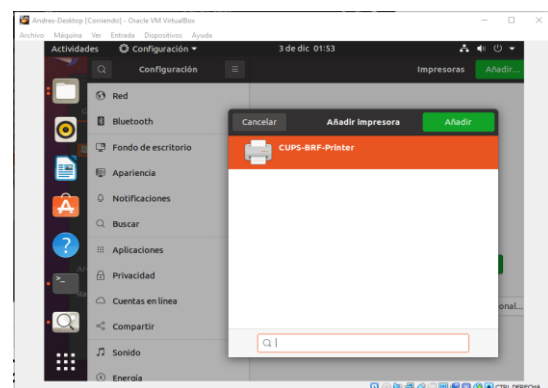 Andres-Desktop [Corriendo] - Oracle VM VirtualBox
Archivo Máquina Ver Entrada Dispositivos Ayuda
Actividades Configuración 3 de dic 01:53
Configuración Impresoras Añadir...
Red
Bluetooth
Cancelar Añadir impresora Añadir
Fondo de escritorio
CUPS-BRF-Printer
Apariencia
Notificaciones
Buscar
Aplicaciones
Privacidad
Cuentas en línea
onal...
Compartir
Sonido
Energía
CTRL DERECHA